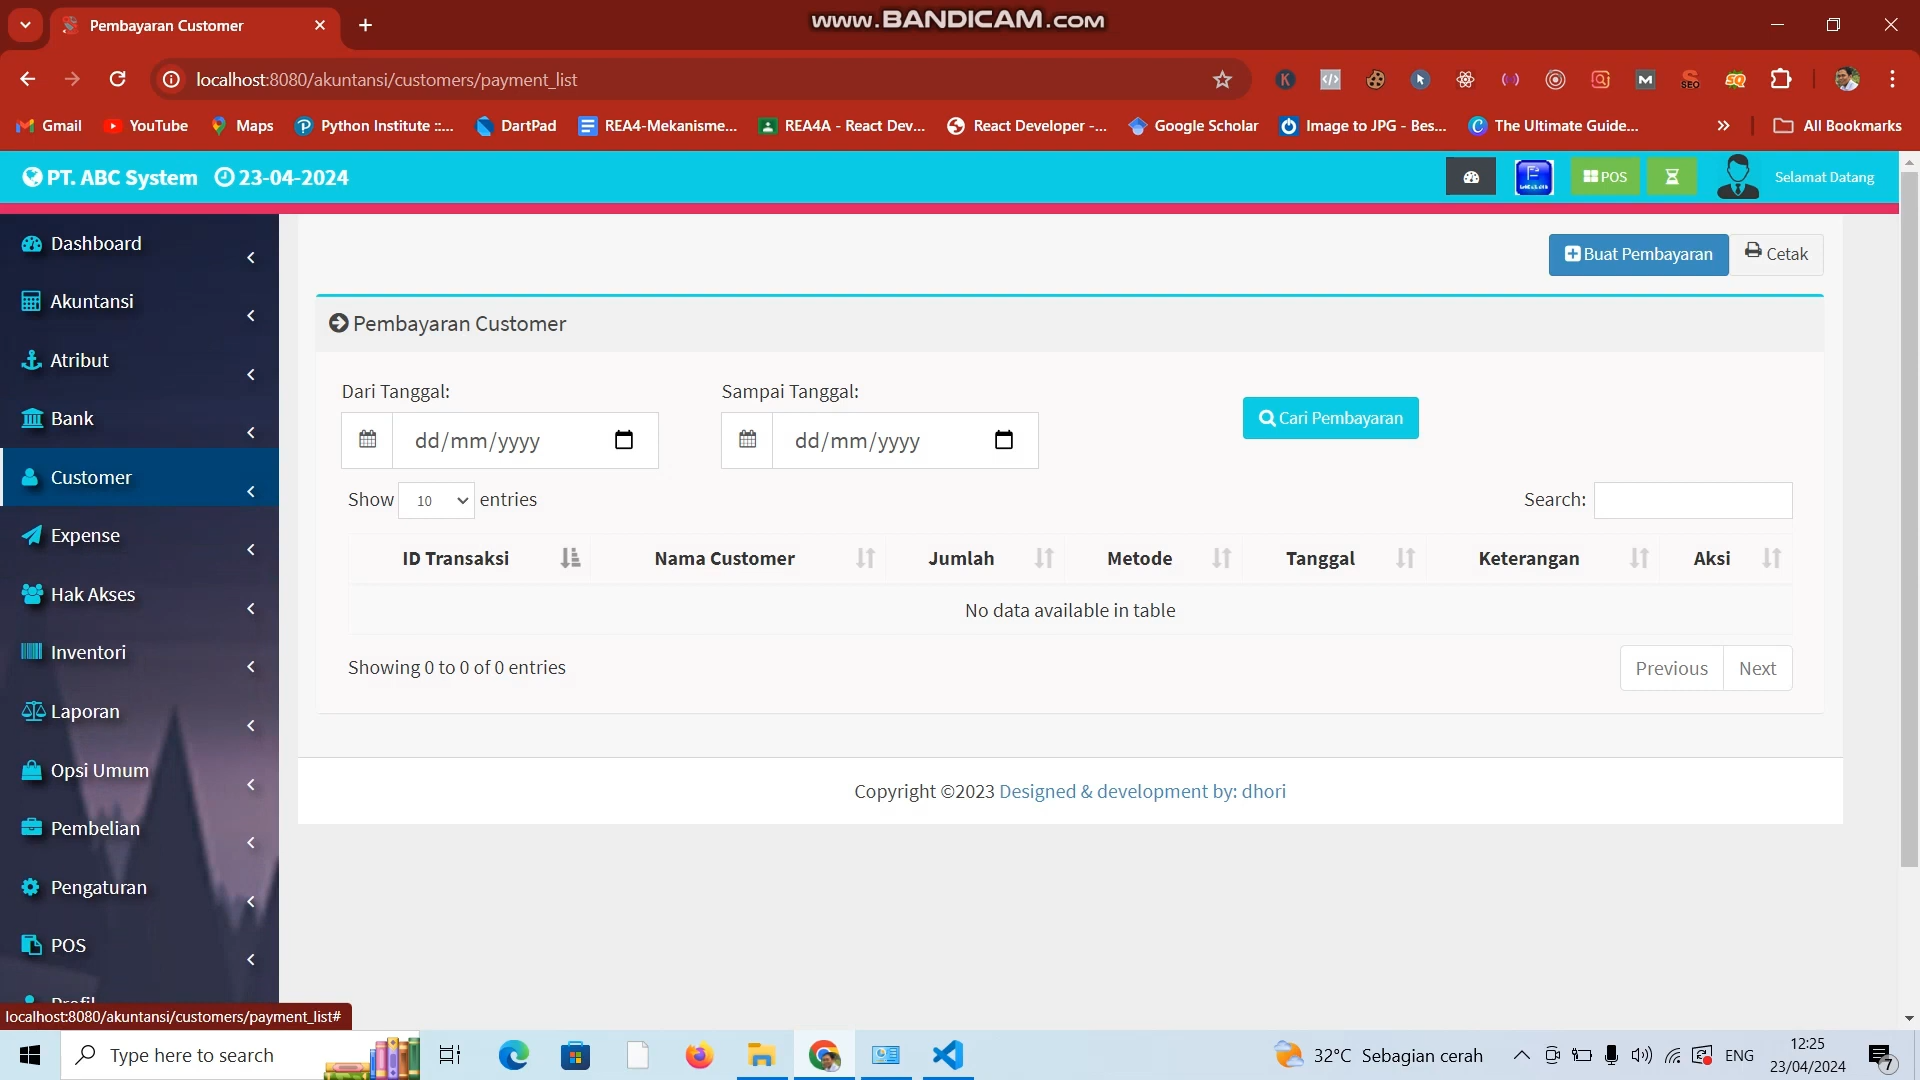 Pembayaran Customer
www.BANDICAM.com
localhost:8080/akuntansi/customers/payment_list
Gmail YouTube Maps Python Institute ::... DartPad REA4-Mekanisme... REA4A - React Dev... React Developer -... Google Scholar Image to JPG - Bes... The Ultimate Guide... All Bookmarks
PT. ABC System 23-04-2024 POS Selamat Datang
Dashboard
Akuntansi
Atribut
Bank
Customer
Expense
Hak Akses
Inventori
Laporan
Opsi Umum
Pembelian
Pengaturan
POS
Profil
Buat Pembayaran Cetak
Pembayaran Customer
Dari Tanggal: Sampai Tanggal:
dd/mm/yyyy dd/mm/yyyy Cari Pembayaran
Show 10 entries Search:
ID Transaksi Nama Customer Jumlah Metode Tanggal Keterangan Aksi
No data available in table
Showing 0 to 0 of 0 entries Previous Next
Copyright ©2023 Designed & development by: dhori
localhost:8080/akuntansi/customers/payment_list#
Type here to search 32°C Sebagian cerah ENG 12:25
23/04/2024 7